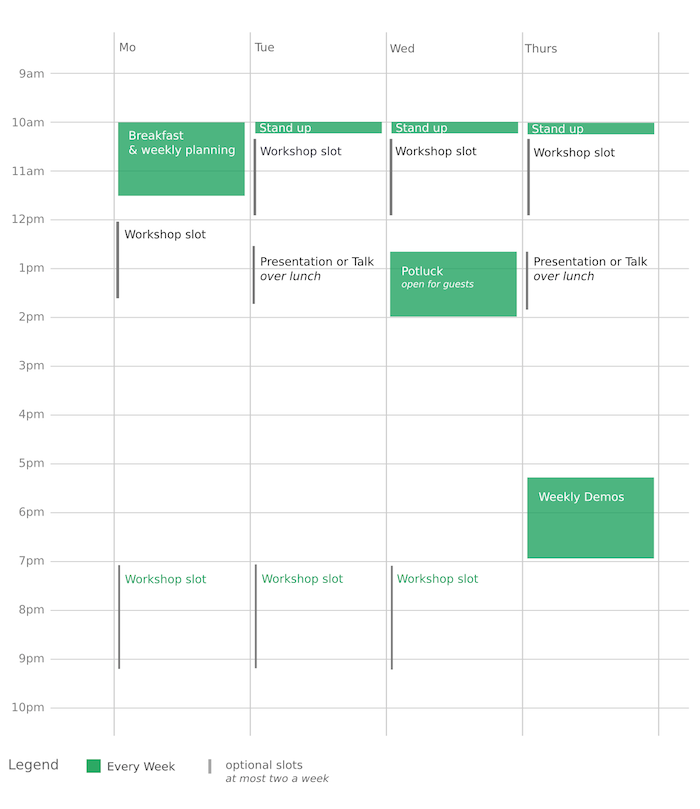 Mo Tue Wed Thurs
9am
10am
Breakfast
& weekly planning
Stand up Stand up Stand up
Workshop slot Workshop slot Workshop slot
11am
12pm
Workshop slot
Presentation or Talk
over lunch
Potluck
open for guests
Presentation or Talk
over lunch
1pm
2pm
3pm
4pm
5pm
Weekly Demos
6pm
7pm
Workshop slot Workshop slot Workshop slot
8pm
9pm
10pm
Legend Every Week optional slots
at most two a week